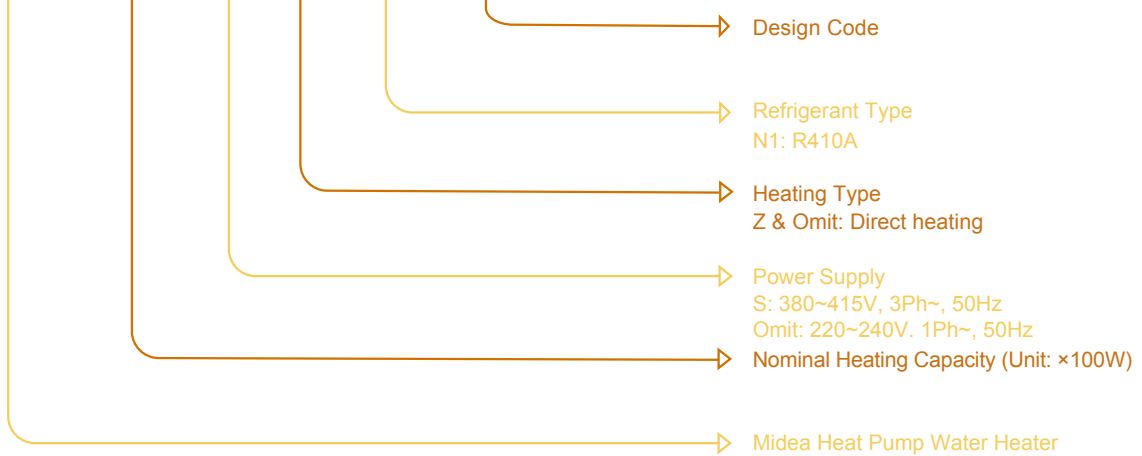 Design Code
Refrigerant Type
N1: R410A
Heating Type
Z & Omit: Direct heating
Power Supply
S: 380~415V, 3Ph~, 50Hz
Omit: 220~240V. 1Ph~, 50Hz
Nominal Heating Capacity (Unit: ×100W)
Midea Heat Pump Water Heater